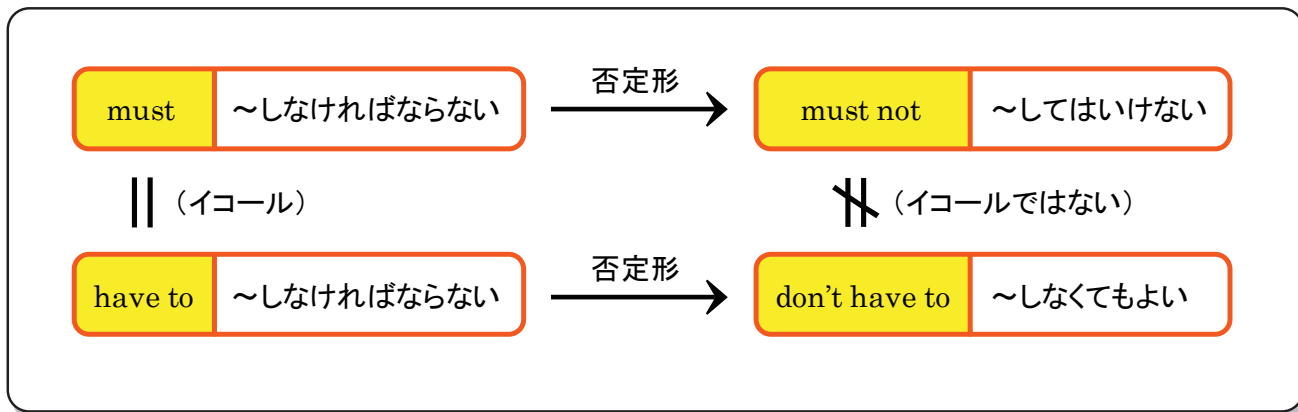 must ～しなければならない 否定形 must not ～してはいけない
（イコール） （イコールではない）
have to ～しなければならない 否定形 don't have to ～しなくてもよい